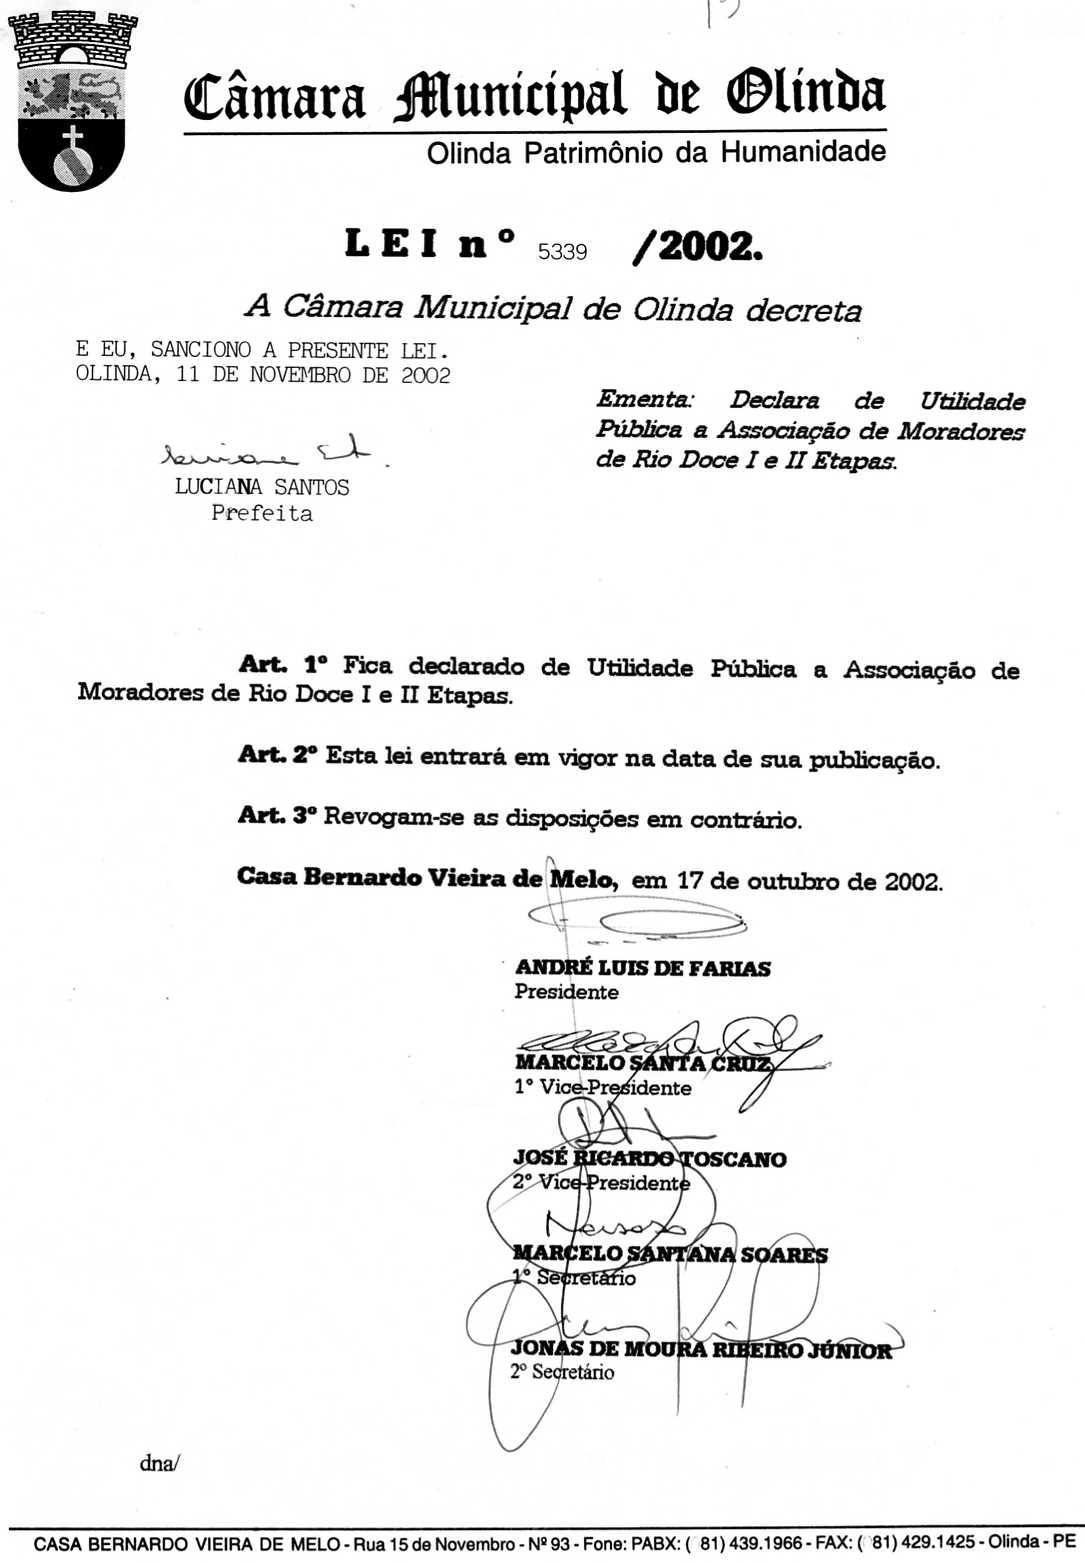 Câmara Municipal de Olinda
Olinda Patrimônio da Humanidade
LEI nº 5339 /2002.
A Câmara Municipal de Olinda decreta
E EU, SANCIONO A PRESENTE LEI.
OLINDA, 11 DE NOVEMBRO DE 2002
Ementa: Declara de Utilidade
Pública a Associação de Moradores
de Rio Doce I e II Etapas.
LUCIANA SANTOS
Prefeita
Art. 1º Fica declarado de Utilidade Pública a Associação de
Moradores de Rio Doce I e II Etapas.
Art. 2º Esta lei entrará em vigor na data de sua publicação.
Art. 3º Revogam-se as disposições em contrário.
Casa Bernardo Vieira de Melo, em 17 de outubro de 2002.
ANDRÉ LUIS DE FARIAS
Presidente
MARCELO SANTA CRUZ
1° Vice-Presidente
JOSÉ RICARDO TOSCANO
2° Vice-Presidente
MARCELO SANTANA SOARES
1° Secretário
JONAS DE MOURA RIBEIRO JÚNIOR
2º Secretário
dna/
CASA BERNARDO VIEIRA DE MELO - Rua 15 de Novembro - Nº 93 - Fone: PABX: ( 81) 439.1966 - FAX: ( 81) 429.1425 - Olinda - PE